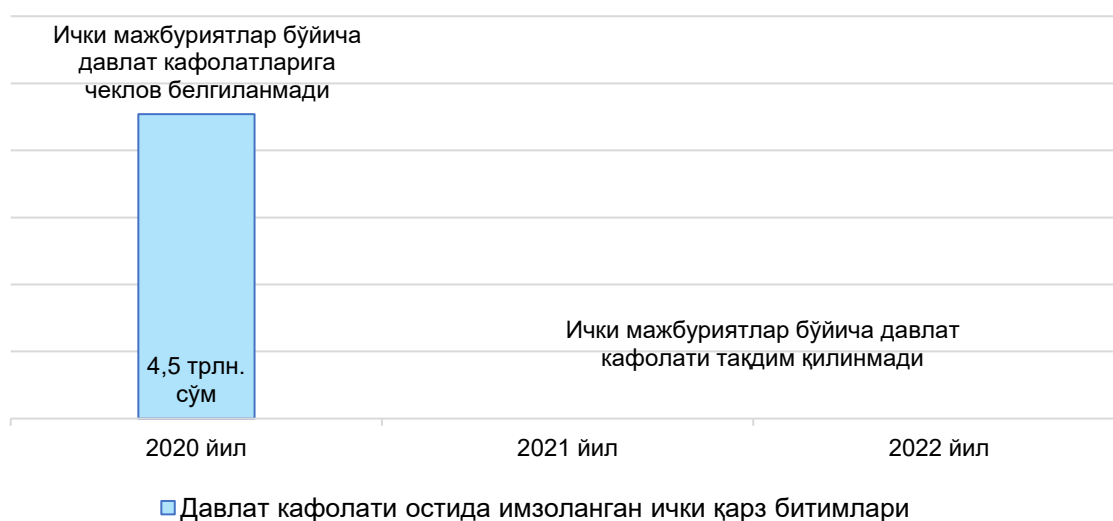 Ички мажбуриятлар бўйича
давлат кафолатларига
чеклов белгиланмади
Ички мажбуриятлар бўйича давлат
кафолати тақдим қилинмади
4,5 трлн.
сўм
2020 йил
2021 йил
2022 йил
Давлат кафолати остида имзоланган ички қарз битимлари